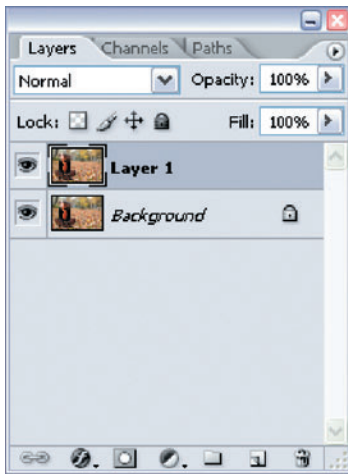 Layers Channels Paths
Normal Opacity: 100%
Lock: Fill: 100%
Layer 1
Background